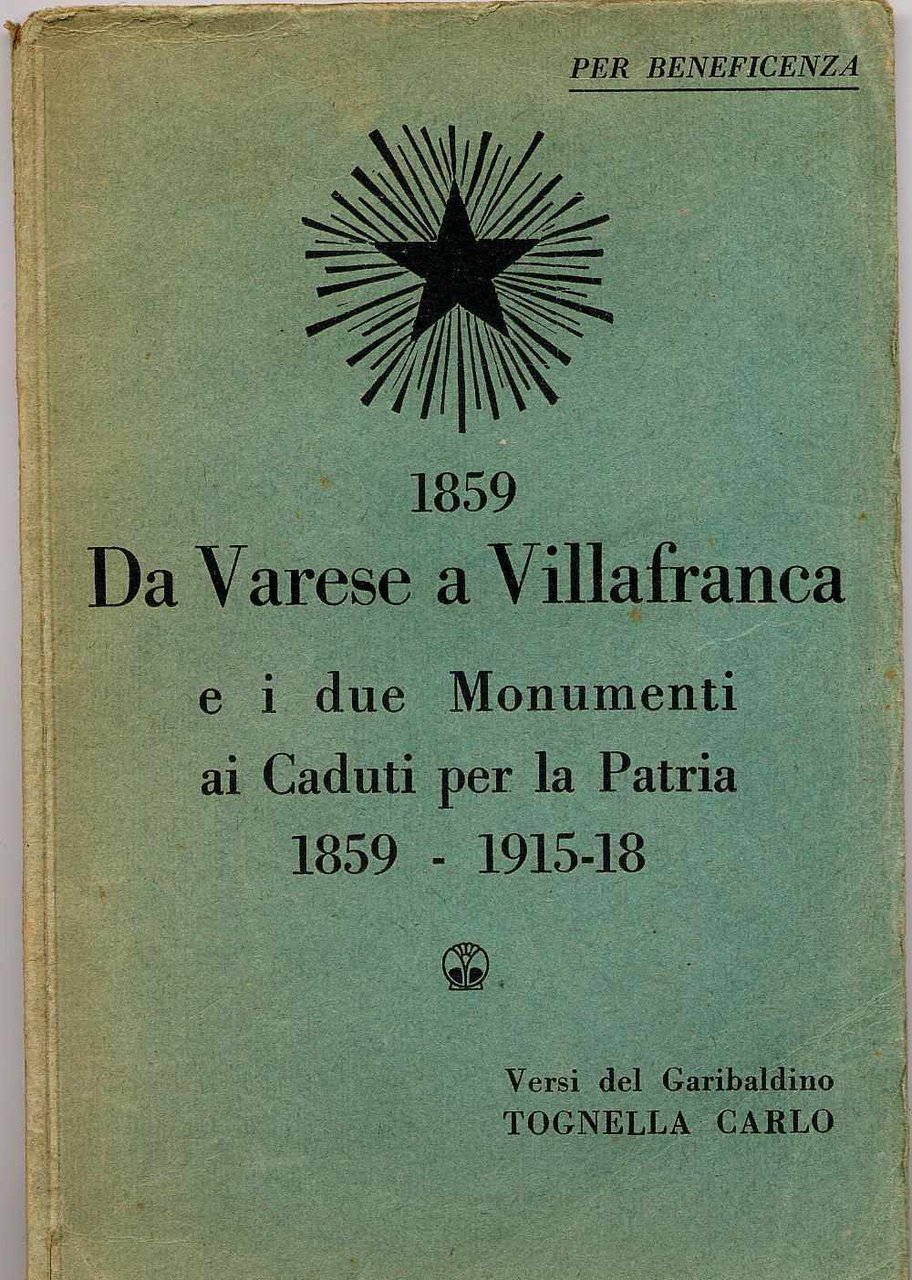 PER BENEFICENZA
1859
Da Varese a Villafranca
e i due Monumenti
ai Caduti per la Patria
1859 - 1915-18
Versi del Garibaldino
TOGNELLA CARLO